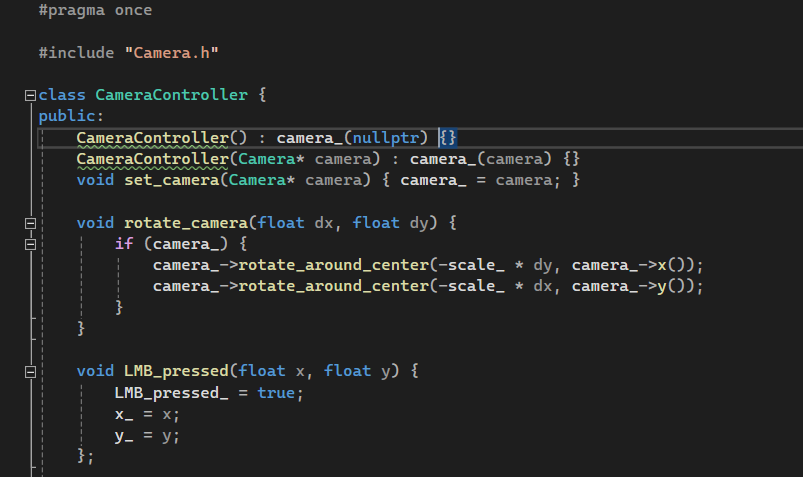 #pragma once
#include "Camera.h"
class CameraController {
public:
CameraController() : camera_(nullptr) {}
CameraController(Camera* camera) : camera_(camera) {}
void set_camera(Camera* camera) { camera_ = camera; }
void rotate_camera(float dx, float dy) {
if (camera_) {
camera_->rotate_around_center(-scale_ * dy, camera_->x());
camera_->rotate_around_center(-scale_ * dx, camera_->y());
}
}
void LMB_pressed(float x, float y) {
LMB_pressed_ = true;
x_ = x;
y_ = y;
};